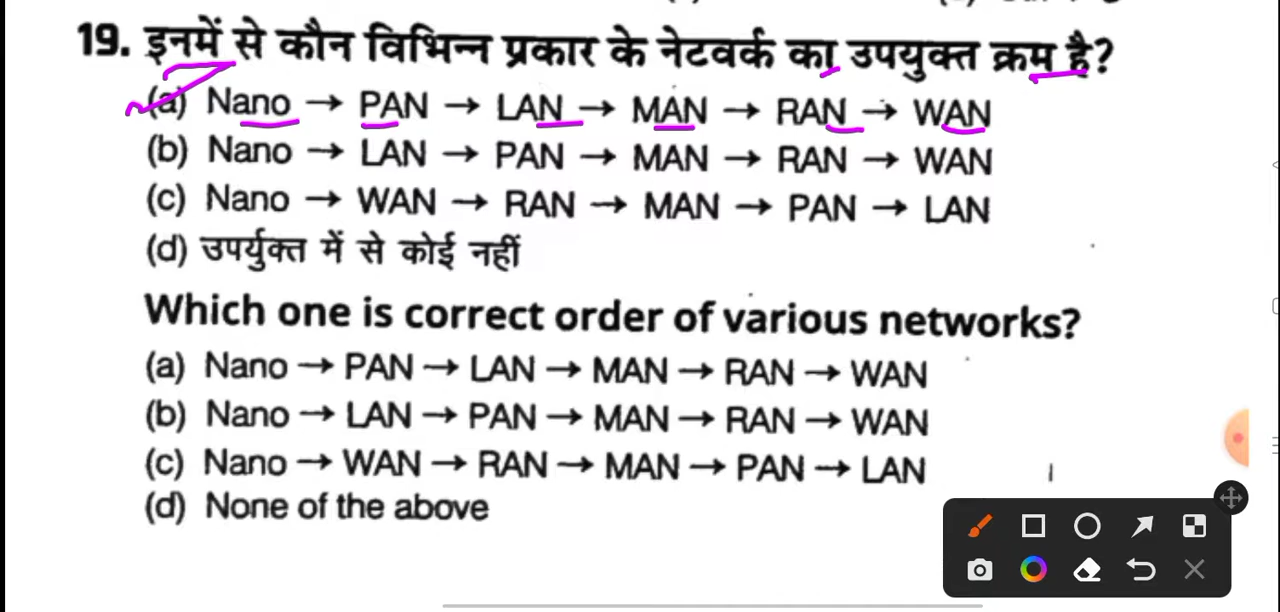 19. इनमें से कौन विभिन्न प्रकार के नेटवर्क का उपयुक्त क्रम है?
(a) Nano → PAN → LAN → MAN → RAN → WAN
(b) Nano → LAN → PAN → MAN → RAN → WAN
(c) Nano → WAN → RAN → MAN → PAN → LAN
(d) उपर्युक्त में से कोई नहीं
Which one is correct order of various networks?
(a) Nano → PAN → LAN → MAN → RAN → WAN
(b) Nano → LAN → PAN → MAN → RAN → WAN
(c) Nano → WAN → RAN → MAN → PAN → LAN
(d) None of the above